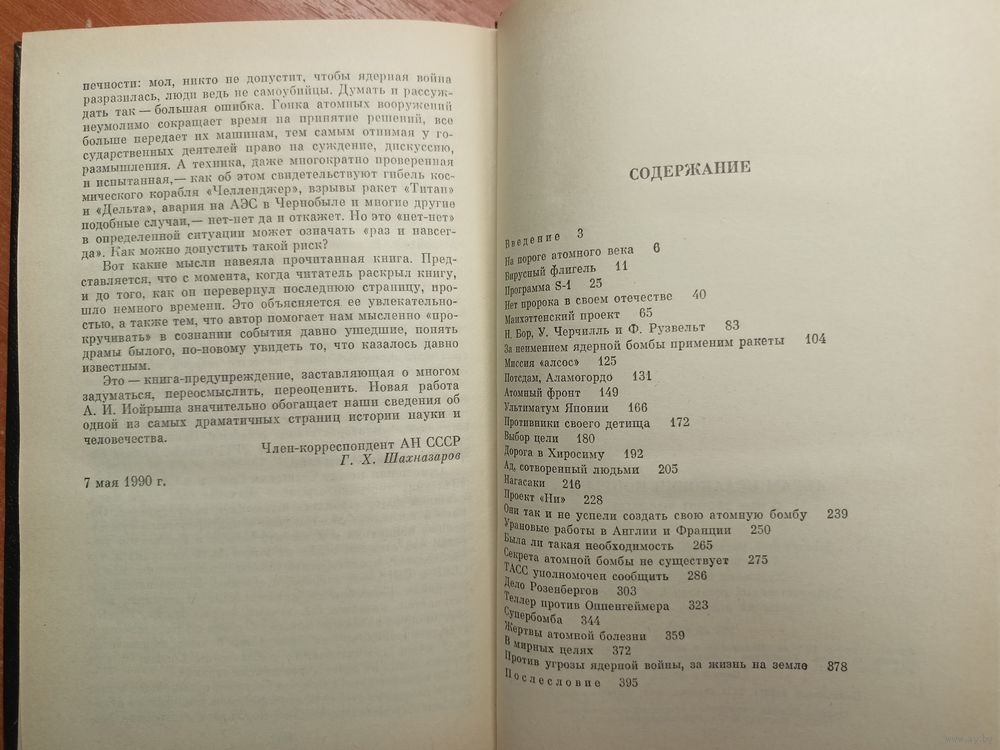 печности: мол, никто не допустит, чтобы ядерная война
разразилась, люди ведь не самоубийцы. Думать и рассуж-
дать так — большая ошибка. Гонка атомных вооружений
неумолимо сокращает время на принятие решений, все
больше передает их машинам, тем самым отнимая у го-
сударственных деятелей право на суждение, дискуссию,
размышления. А техника, даже многократно проверенная
и испытанная,— как об этом свидетельствуют гибель кос-
мического корабля «Челленджер», взрывы ракет «Титан»
и «Дельта», авария на АЭС в Чернобыле и многие другие
подобные случаи,— нет-нет да и откажет. Но это «нет-нет»
в определенной ситуации может означать «раз и навсег-
да». Как можно допустить такой риск?
Вот какие мысли навеяла прочитанная книга. Пред-
ставляется, что с момента, когда читатель раскрыл книгу,
и до того, как он перевернул последнюю страницу, про-
шло немного времени. Это объясняется ее увлекательно-
стью, а также тем, что автор помогает нам мысленно «про-
кручивать» в сознании события давно ушедшие, понять
драмы былого, по-новому увидеть то, что казалось давно
известным.
Это — книга-предупреждение, заставляющая о многом
задуматься, переосмыслить, переоценить. Новая работа
А. И. Иойрыша значительно обогащает наши сведения об
одной из самых драматичных страниц истории науки и
человечества.
Член-корреспондент АН СССР
Г. Х. Шахназаров
7 мая 1990 г.
СОДЕРЖАНИЕ
Введение 3
На пороге атомного века 6
Вирусный флигель 11
Программа S-1 25
Нет пророка в своем отечестве 40
Манхэттенский проект 65
Н. Бор, У. Черчилль и Ф. Рузвельт 83
За неимением ядерной бомбы применим ракеты 104
Миссия «алсос» 125
Потсдам, Аламогордо 131
Атомный фронт 149
Ультиматум Японии 166
Противники своего детища 172
Выбор цели 180
Дорога в Хиросиму 192
Ад, сотворенный людьми 205
Нагасаки 216
Проект «Ни» 228
Они так и не успели создать свою атомную бомбу 239
Урановые работы в Англии и Франции 250
Была ли такая необходимость 265
Секрета атомной бомбы не существует 275
ТАСС уполномочен сообщить 286
Дело Розенбергов 303
Теллер против Оппенгеймера 323
Супербомба 344
Жертвы атомной болезни 359
В мирных целях 372
Против угрозы ядерной войны, за жизнь на земле 378
Послесловие 395
www.ay.by